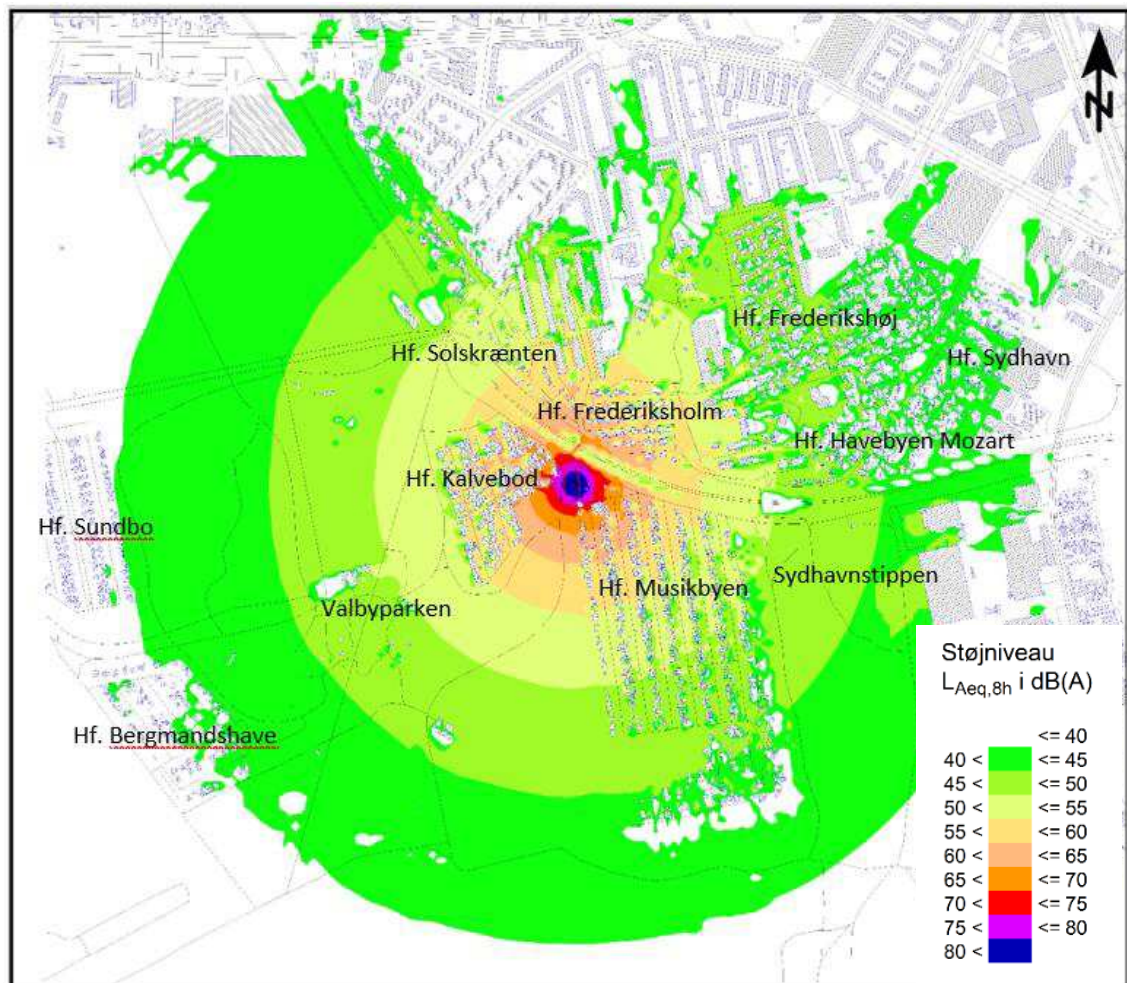 N
Hf. Frederikshøj
Hf. Solskrænten
Hf. Sydhavn
Hf. Frederiksholm
Hf. Havebyen Mozart
Hf. Kalvebod
Hf. Sundbo
Sydhavnstippen
Hf. Musikbyen
Valbyparken
Hf. Bergmandshave
Støjniveau
LAeq,8h i dB(A)
<= 40
40 < <= 45
45 < <= 50
50 < <= 55
55 < <= 60
60 < <= 65
65 < <= 70
70 < <= 75
75 < <= 80
80 <